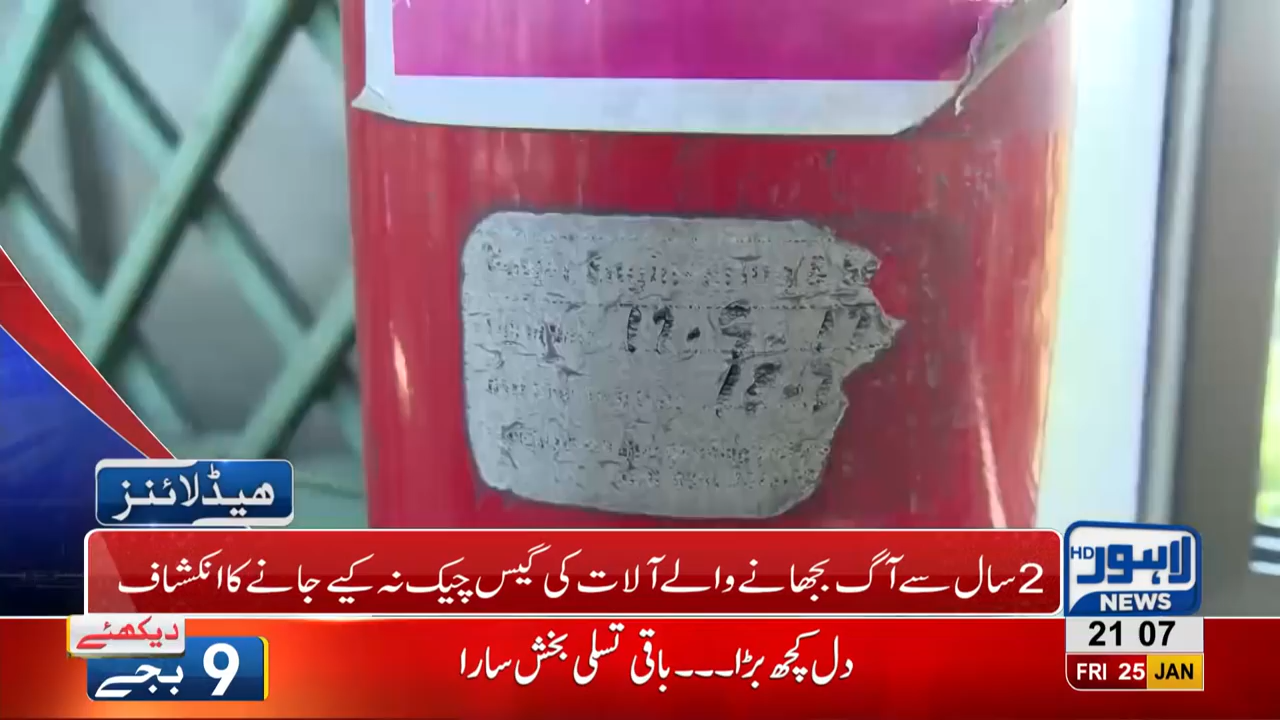 ھیڈلائنز
2 سال سے آگ بجھانے والے آلات کی گیس چیک نہ کیے جانے کا انکشاف
HD لاہور
NEWS
21 07
FRI 25 JAN
دیکھئے
9 بجے
دل کچھ بڑا۔۔۔ باقی تسلی بخش سارا